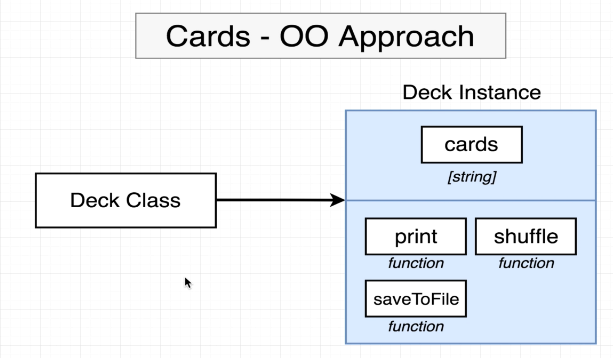 Cards - OO Approach
Deck Instance
cards
[string]
Deck Class
print
shuffle
function
function
saveToFile
function